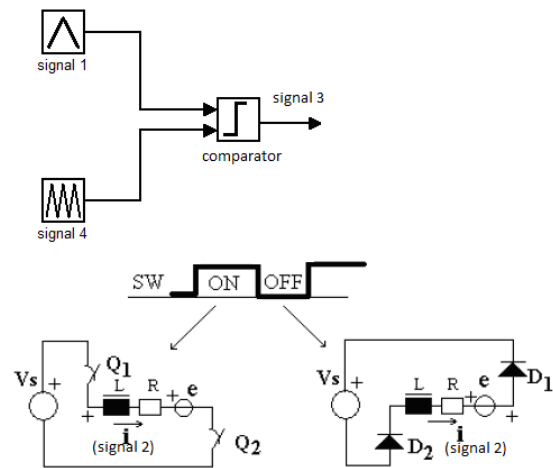 signal 1
signal 3
comparator
signal 4
SW ON OFF
Q1
Vs + L R + e
+ i
(signal 2)
Q2
Vs + L R e
+ + D1
D2 i
(signal 2)